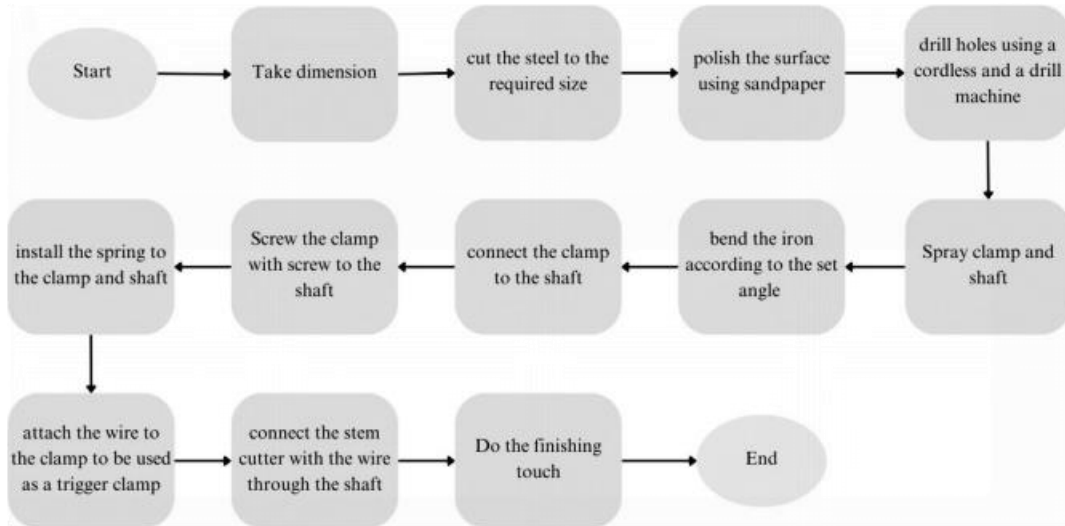 Start
Take dimension
cut the steel to the
required size
polish the surface
using sandpaper
drill holes using a
cordless and a drill
machine
Spray clamp and
shaft
bend the iron
according to the set
angle
connect the clamp
to the shaft
Screw the clamp
with screw to the
shaft
install the spring to
the clamp and shaft
attach the wire to
the clamp to be used
as a trigger clamp
connect the stem
cutter with the wire
through the shaft
Do the finishing
touch
End